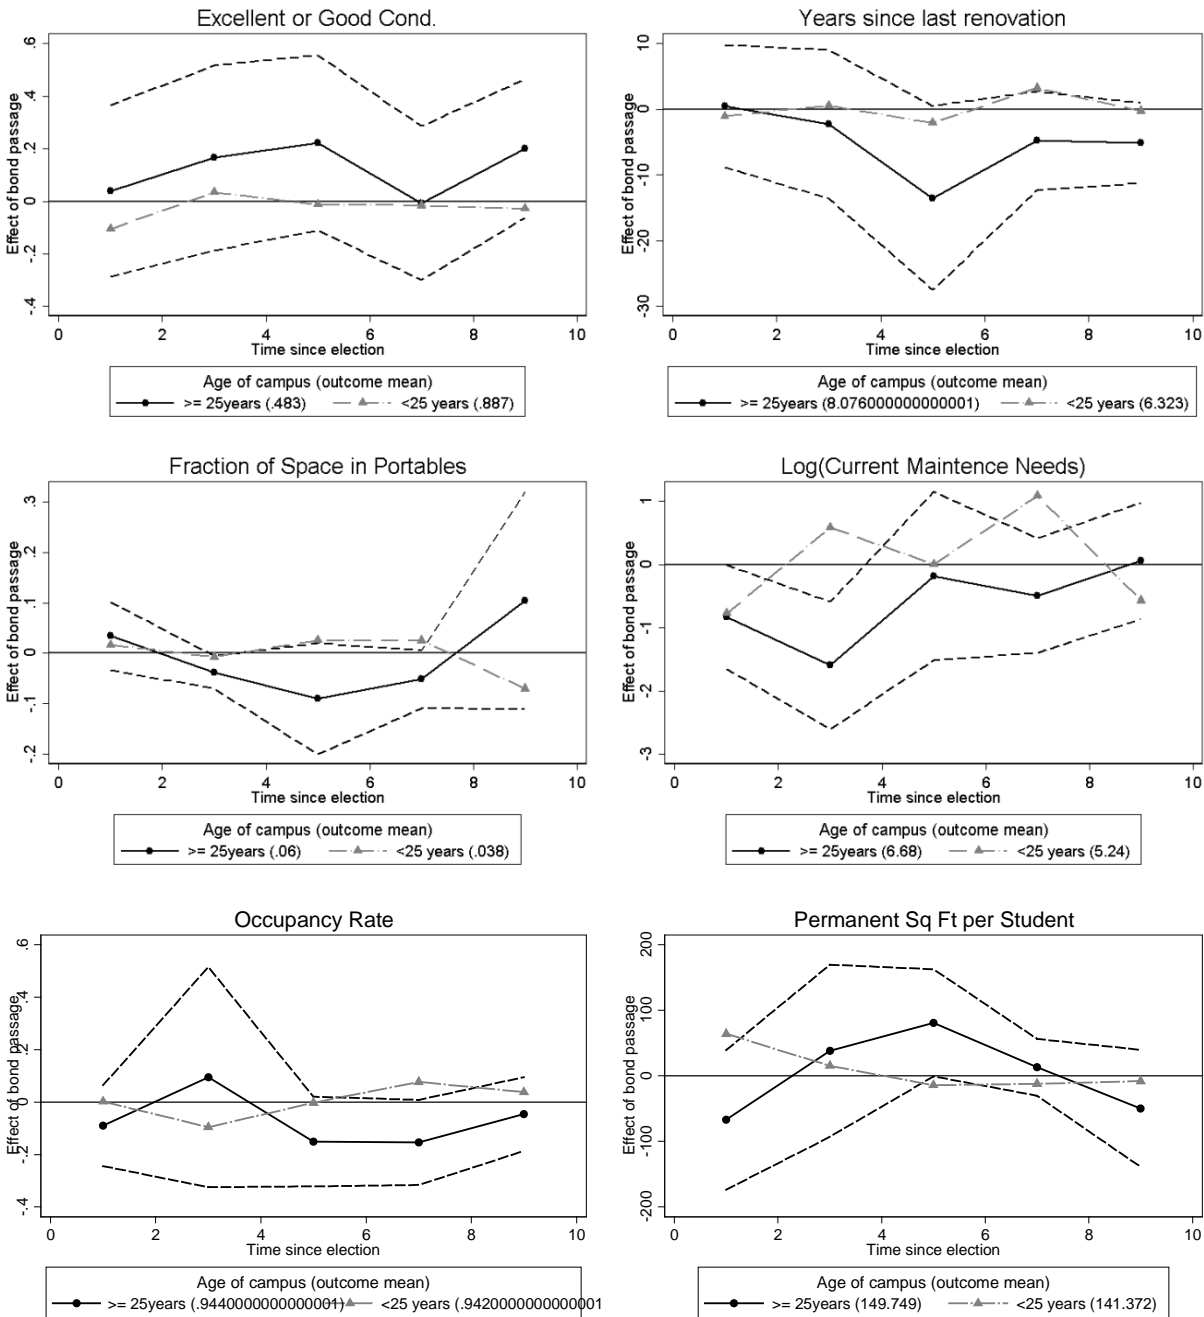 Excellent or Good Cond.
Effect of bond passage
.6
.4
.2
0
-.2
-.4
0 2 4 6 8 10
Time since election
Age of campus (outcome mean)
>= 25years (.483) <25 years (.887)
Years since last renovation
Effect of bond passage
10
0
-10
-20
-30
0 2 4 6 8 10
Time since election
Age of campus (outcome mean)
>= 25years (8.076000000000001) <25 years (6.323)
Fraction of Space in Portables
Effect of bond passage
.3
.2
.1
0
-.1
-.2
0 2 4 6 8 10
Time since election
Age of campus (outcome mean)
>= 25years (.06) <25 years (.038)
Log(Current Maintence Needs)
Effect of bond passage
1
0
-1
-2
-3
0 2 4 6 8 10
Time since election
Age of campus (outcome mean)
>= 25years (6.68) <25 years (5.24)
Occupancy Rate
Effect of bond passage
.6
.4
.2
0
-.2
-.4
0 2 4 6 8 10
Time since election
Age of campus (outcome mean)
>= 25years (.9440000000000001) <25 years (.9420000000000001
Permanent Sq Ft per Student
Effect of bond passage
200
100
0
-100
-200
0 2 4 6 8 10
Time since election
Age of campus (outcome mean)
>= 25years (149.749) <25 years (141.372)